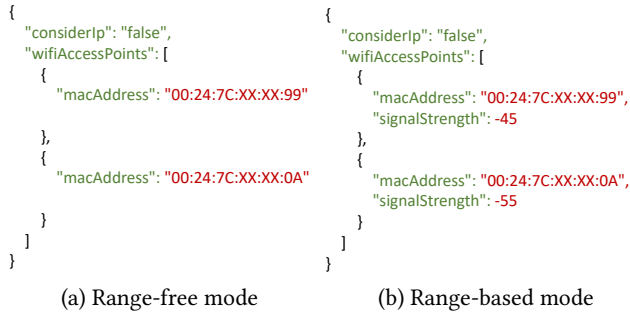 {
"considerIp": "false",
"wifiAccessPoints": [
{
"macAddress": "00:24:7C:XX:XX:99"
},
{
"macAddress": "00:24:7C:XX:XX:0A"
}
]
}
(a) Range-free mode
{
"considerIp": "false",
"wifiAccessPoints": [
{
"macAddress": "00:24:7C:XX:XX:99",
"signalStrength": -45
},
{
"macAddress": "00:24:7C:XX:XX:0A",
"signalStrength": -55
}
]
}
(b) Range-based mode